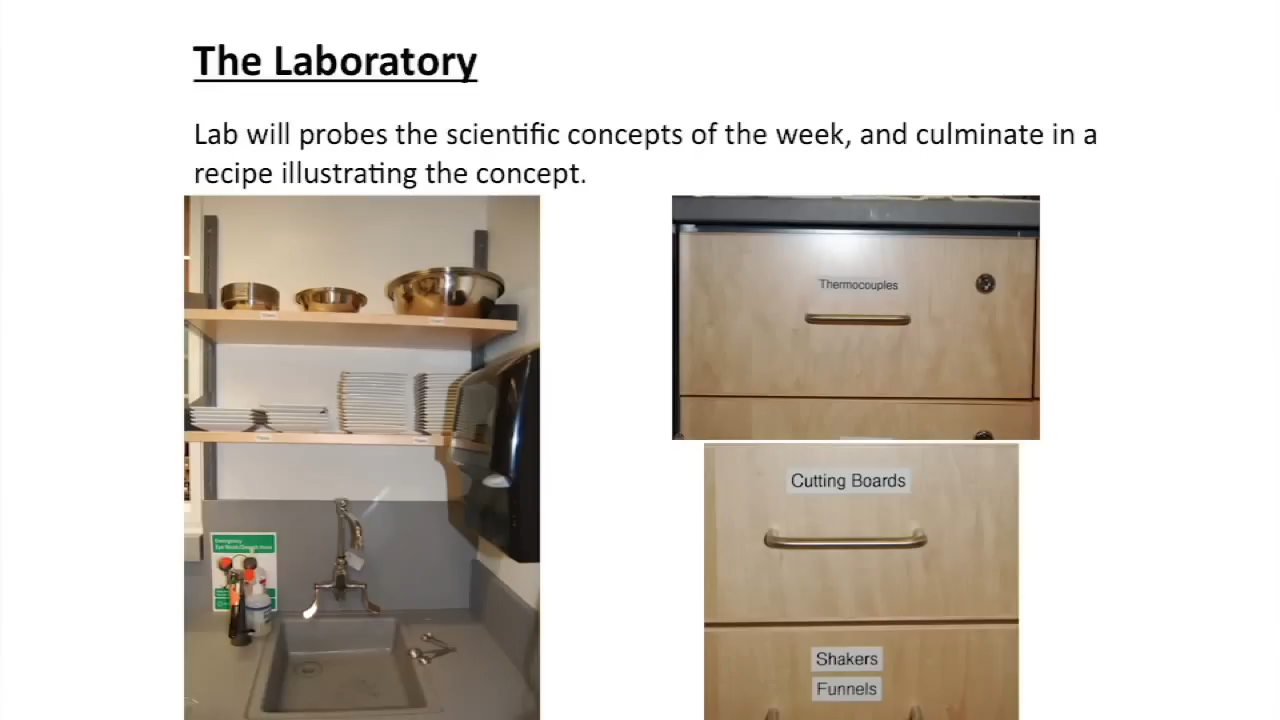 The Laboratory
Lab will probes the scientific concepts of the week, and culminate in a
recipe illustrating the concept.
Thermocouples
Cutting Boards
Shakers
Funnels
Emergency